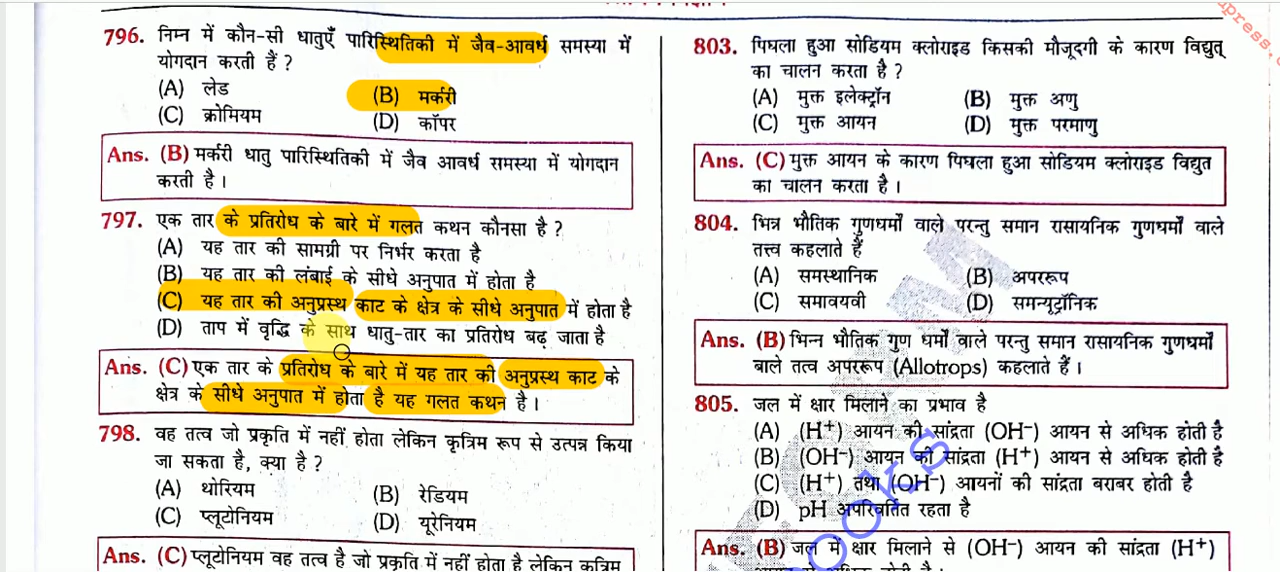 796. निम्न में कौन-सी धातुएँ पारिस्थितिकी में जैव-आवर्ध समस्या में
योगदान करती हैं ?
(A) लेड (B) मर्करी
(C) क्रोमियम (D) कॉपर
Ans. (B) मर्करी धातु पारिस्थितिकी में जैव आवर्ध समस्या में योगदान
करती है ।
797. एक तार के प्रतिरोध के बारे में गलत कथन कौनसा है ?
(A) यह तार की सामग्री पर निर्भर करता है
(B) यह तार की लंबाई के सीधे अनुपात में होता है
(C) यह तार की अनुप्रस्थ काट के क्षेत्र के सीधे अनुपात में होता है
(D) ताप में वृद्धि के साथ धातु-तार का प्रतिरोध बढ़ जाता है
Ans. (C) एक तार के प्रतिरोध के बारे में यह तार की अनुप्रस्थ काट के
क्षेत्र के सीधे अनुपात में होता है यह गलत कथन है ।
798. वह तत्व जो प्रकृति में नहीं होता लेकिन कृत्रिम रूप से उत्पन्न किया
जा सकता है, क्या है ?
(A) थोरियम (B) रेडियम
(C) प्लूटोनियम (D) यूरेनियम
Ans. (C) प्लूटोनियम वह तत्व है जो प्रकृति में नहीं होता है लेकिन कृत्रिम
803. पिघला हुआ सोडियम क्लोराइड किसकी मौजूदगी के कारण विद्युत्
का चालन करता है ?
(A) मुक्त इलेक्ट्रॉन (B) मुक्त अणु
(C) मुक्त आयन (D) मुक्त परमाणु
Ans. (C) मुक्त आयन के कारण पिघला हुआ सोडियम क्लोराइड विद्युत
का चालन करता है ।
804. भिन्न भौतिक गुणधर्मों वाले परन्तु समान रासायनिक गुणधर्मों वाले
तत्त्व कहलाते हैं
(A) समस्थानिक (B) अपररूप
(C) समावयवी (D) समन्यूट्रॉनिक
Ans. (B) भिन्न भौतिक गुण धर्मों वाले परन्तु समान रासायनिक गुणधर्मों
बाले तत्व अपररूप (Allotrops) कहलाते हैं ।
805. जल में क्षार मिलाने का प्रभाव है
(A) (H⁺) आयन की सांद्रता (OH⁻) आयन से अधिक होती है
(B) (OH⁻) आयन की सांद्रता (H⁺) आयन से अधिक होती है
(C) (H⁺) तथा (OH⁻) आयनों की सांद्रता बराबर होती है
(D) pH अपरिवर्तित रहता है
Ans. (B) जल में क्षार मिलाने से (OH⁻) आयन की सांद्रता (H⁺)
press.
OOKS